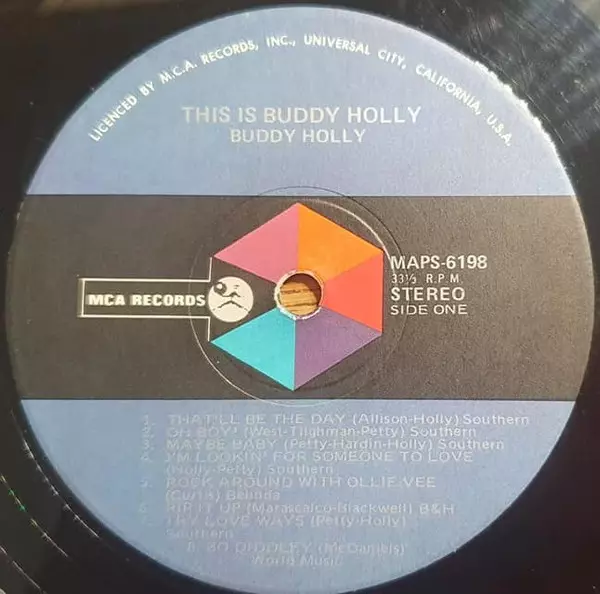 LICENCED BY M.C.A. RECORDS, INC., UNIVERSAL CITY, CALIFORNIA, U.S.A.
THIS IS BUDDY HOLLY
BUDDY HOLLY
MAPS-6198
33⅓ R.P.M
STEREO
SIDE ONE
MCA RECORDS
1. THAT'LL BE THE DAY (Allison-Holly) Southern
2. OH BOY! (West-Tilghman-Petty) Southern
3. MAYBE BABY (Petty-Hardin-Holly) Southern
4. I'M LOOKIN' FOR SOMEONE TO LOVE
(Holly-Petty) Southern
5. ROCK AROUND WITH OLLIE VEE
(Curtis) Belinda
6. RIP IT UP (Marascalco-Blackwell) B&H
7. TRY LOVE WAYS (Petty-Holly)
Southern
8. BO DIDDLEY (McDaniels)
World Music